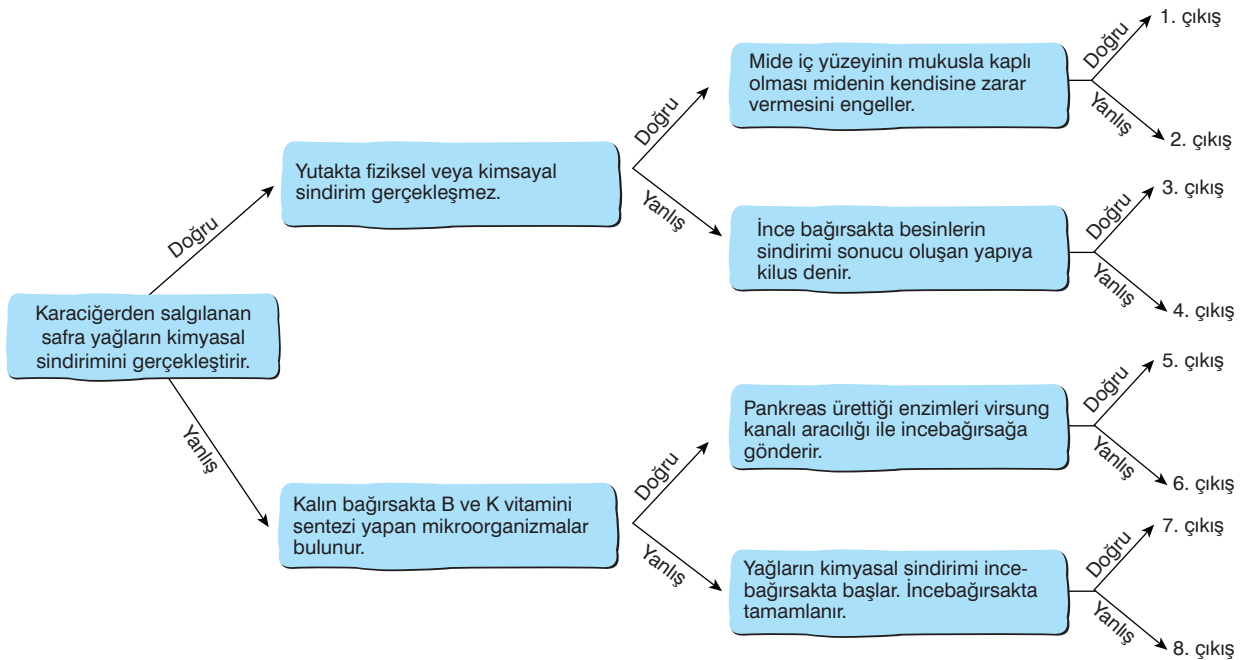 Karaciğerden salgılanan
safra yağların kimyasal
sindirimini gerçekleştirir.
Doğru
Yanlış
Yutakta fiziksel veya kimsayal
sindirim gerçekleşmez.
Doğru
Yanlış
Kalın bağırsakta B ve K vitamini
sentezi yapan mikroorganizmalar
bulunur.
Doğru
Yanlış
Mide iç yüzeyinin mukusla kaplı
olması midenin kendisine zarar
vermesini engeller.
Doğru
1. çıkış
Yanlış
2. çıkış
İnce bağırsakta besinlerin
sindirimi sonucu oluşan yapıya
kilus denir.
Doğru
3. çıkış
Yanlış
4. çıkış
Pankreas ürettiği enzimleri virsung
kanalı aracılığı ile incebağırsağa
gönderir.
Doğru
5. çıkış
Yanlış
6. çıkış
Yağların kimyasal sindirimi ince-
bağırsakta başlar. İncebağırsakta
tamamlanır.
Doğru
7. çıkış
Yanlış
8. çıkış